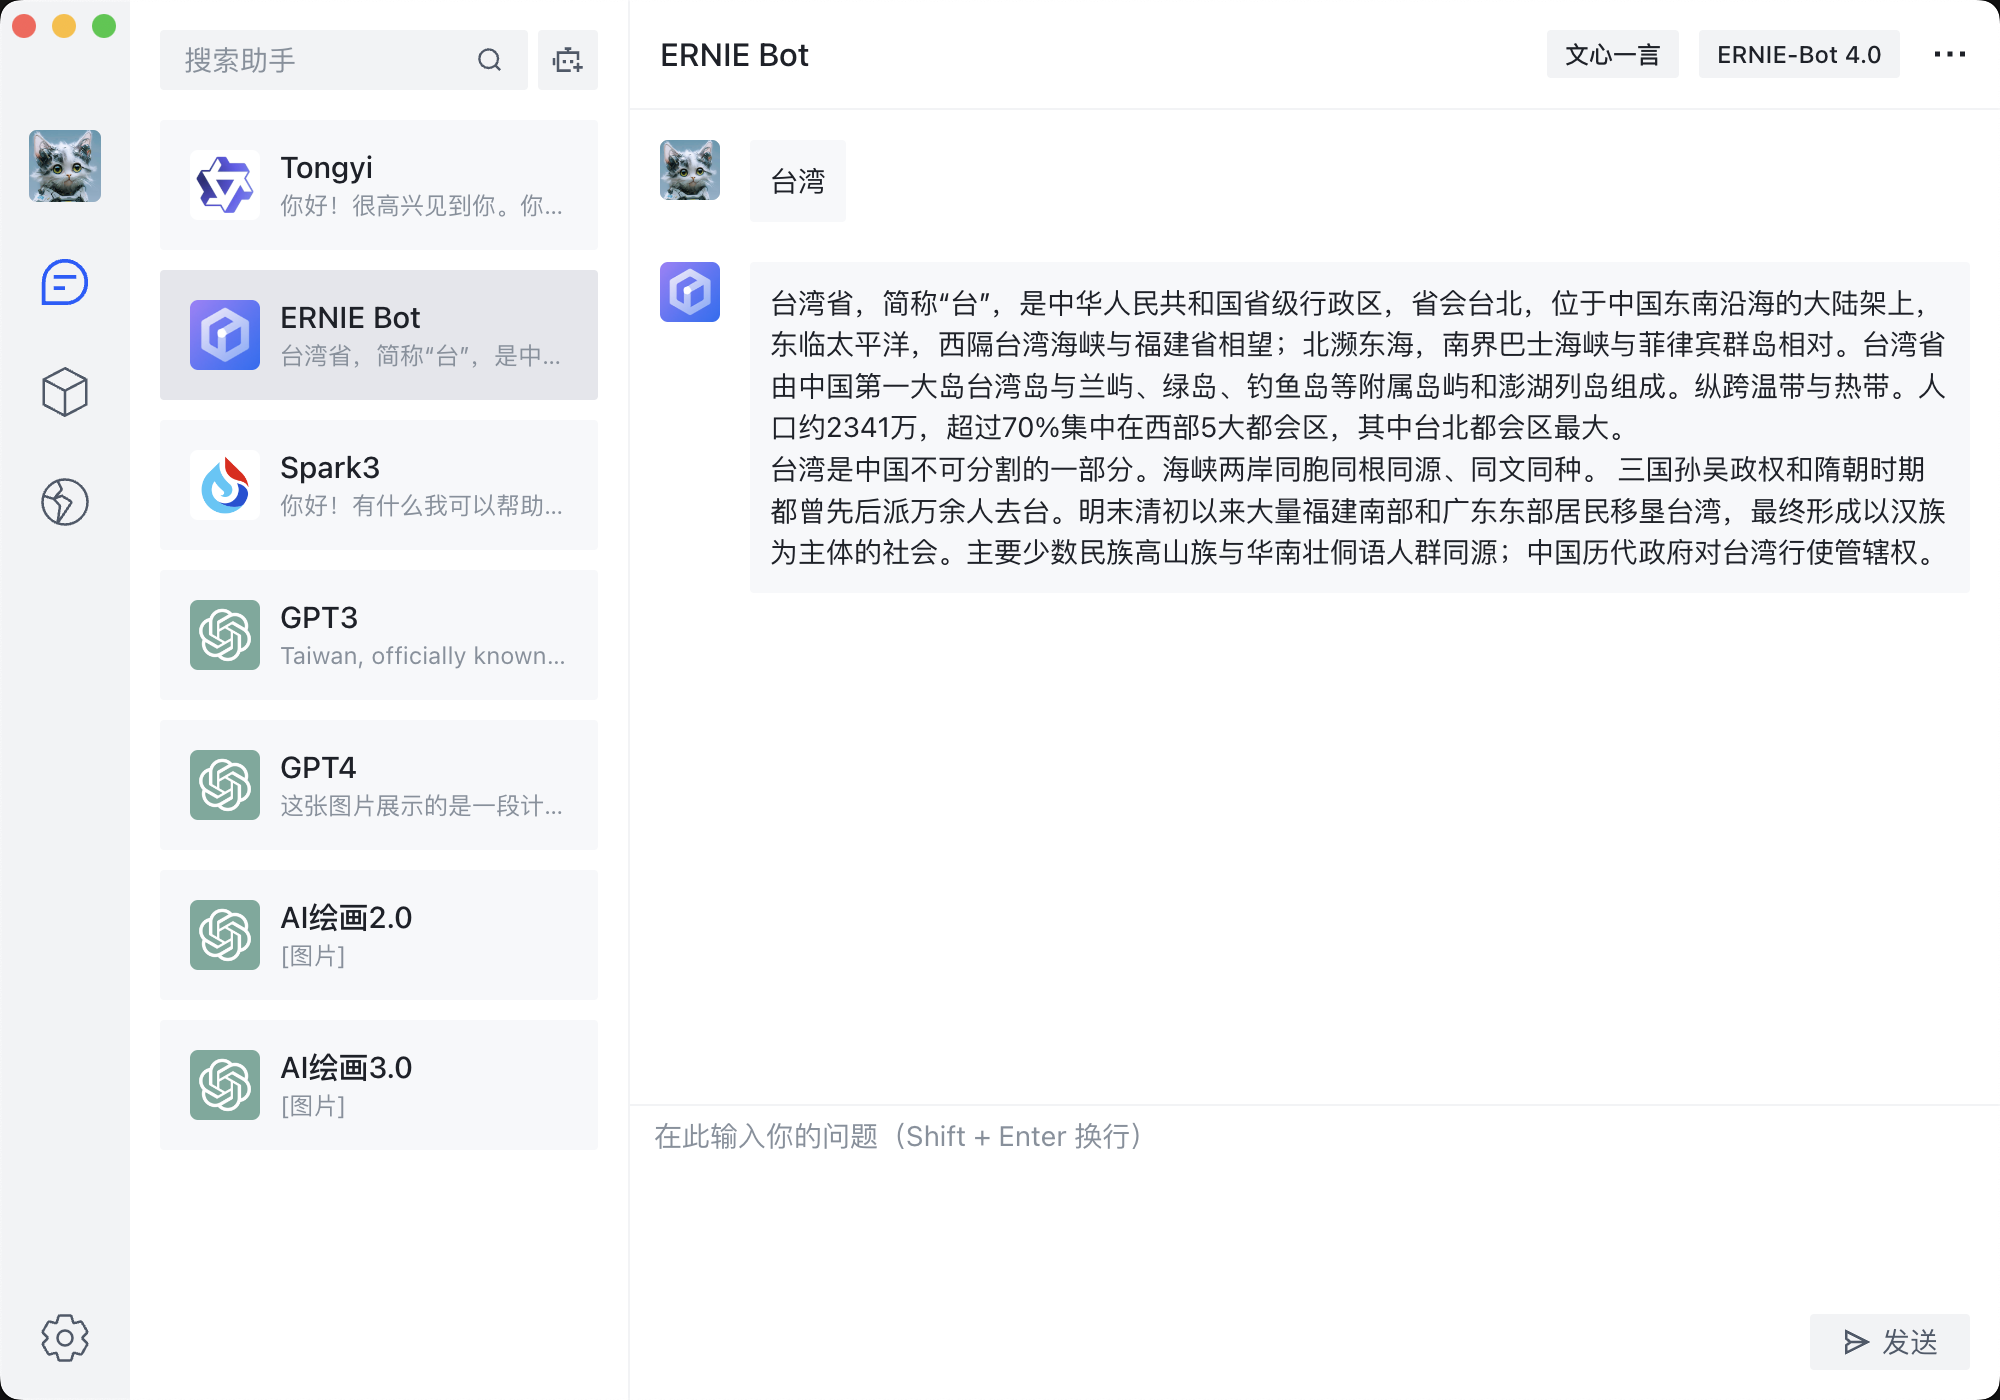 搜索助手
Tongyi
你好！很高兴见到你。你...
ERNIE Bot
台湾省，简称“台”，是中...
Spark3
你好！有什么我可以帮助...
GPT3
Taiwan, officially known...
GPT4
这张图片展示的是一段计...
AI绘画2.0
[图片]
AI绘画3.0
[图片]
ERNIE Bot
文心一言
ERNIE-Bot 4.0
台湾
台湾省，简称“台”，是中华人民共和国省级行政区，省会台北，位于中国东南沿海的大陆架上，
东临太平洋，西隔台湾海峡与福建省相望；北濒东海，南界巴士海峡与菲律宾群岛相对。台湾省
由中国第一大岛台湾岛与兰屿、绿岛、钓鱼岛等附属岛屿和澎湖列岛组成。纵跨温带与热带。人
口约2341万，超过70%集中在西部5大都会区，其中台北都会区最大。
台湾是中国不可分割的一部分。海峡两岸同胞同根同源、同文同种。 三国孙吴政权和隋朝时期
都曾先后派万余人去台。明末清初以来大量福建南部和广东东部居民移垦台湾，最终形成以汉族
为主体的社会。主要少数民族高山族与华南壮侗语人群同源；中国历代政府对台湾行使管辖权。
在此输入你的问题（Shift + Enter 换行）
发送